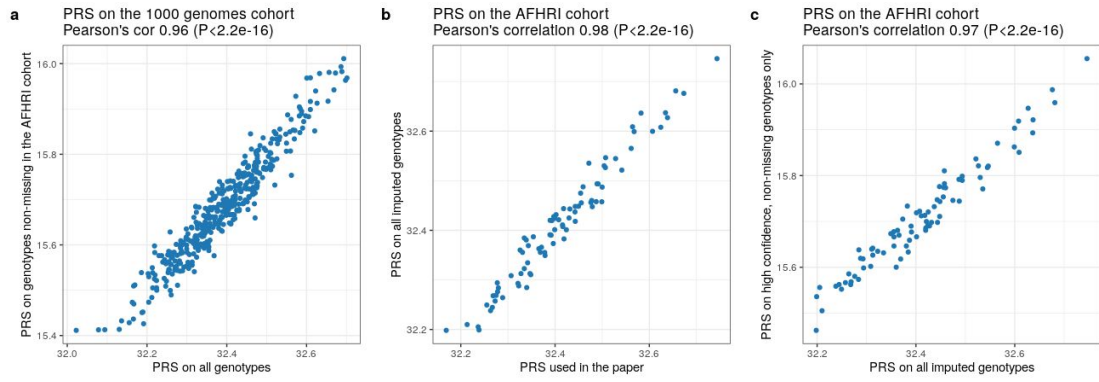 a
PRS on the 1000 genomes cohort
Pearson's cor 0.96 (P<2.2e-16)
PRS on genotypes non-missing in the AFHRI cohort
16.0
15.8
15.6
15.4
32.0 32.2 32.4 32.6
PRS on all genotypes
b
PRS on the AFHRI cohort
Pearson's correlation 0.98 (P<2.2e-16)
PRS on all imputed genotypes
32.6
32.4
32.2
32.2 32.4 32.6
PRS used in the paper
c
PRS on the AFHRI cohort
Pearson's correlation 0.97 (P<2.2e-16)
PRS on high confidence, non-missing genotypes only
16.0
15.8
15.6
32.2 32.4 32.6
PRS on all imputed genotypes